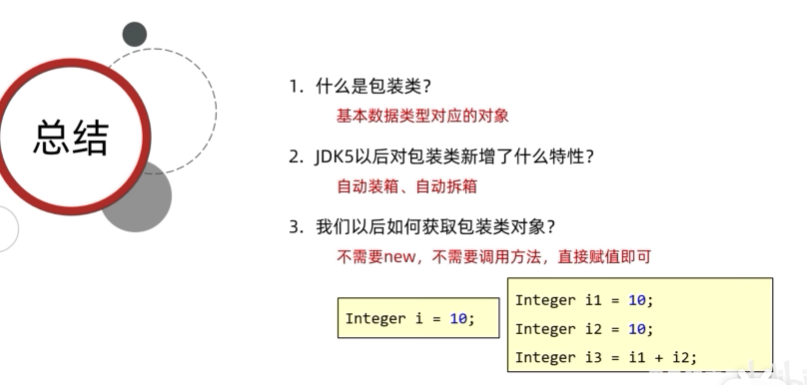 总结
1. 什么是包装类？
基本数据类型对应的对象
2. JDK5以后对包装类新增了什么特性？
自动装箱、自动拆箱
3. 我们以后如何获取包装类对象？
不需要new，不需要调用方法，直接赋值即可
Integer i = 10;
Integer i1 = 10;
Integer i2 = 10;
Integer i3 = i1 + i2;